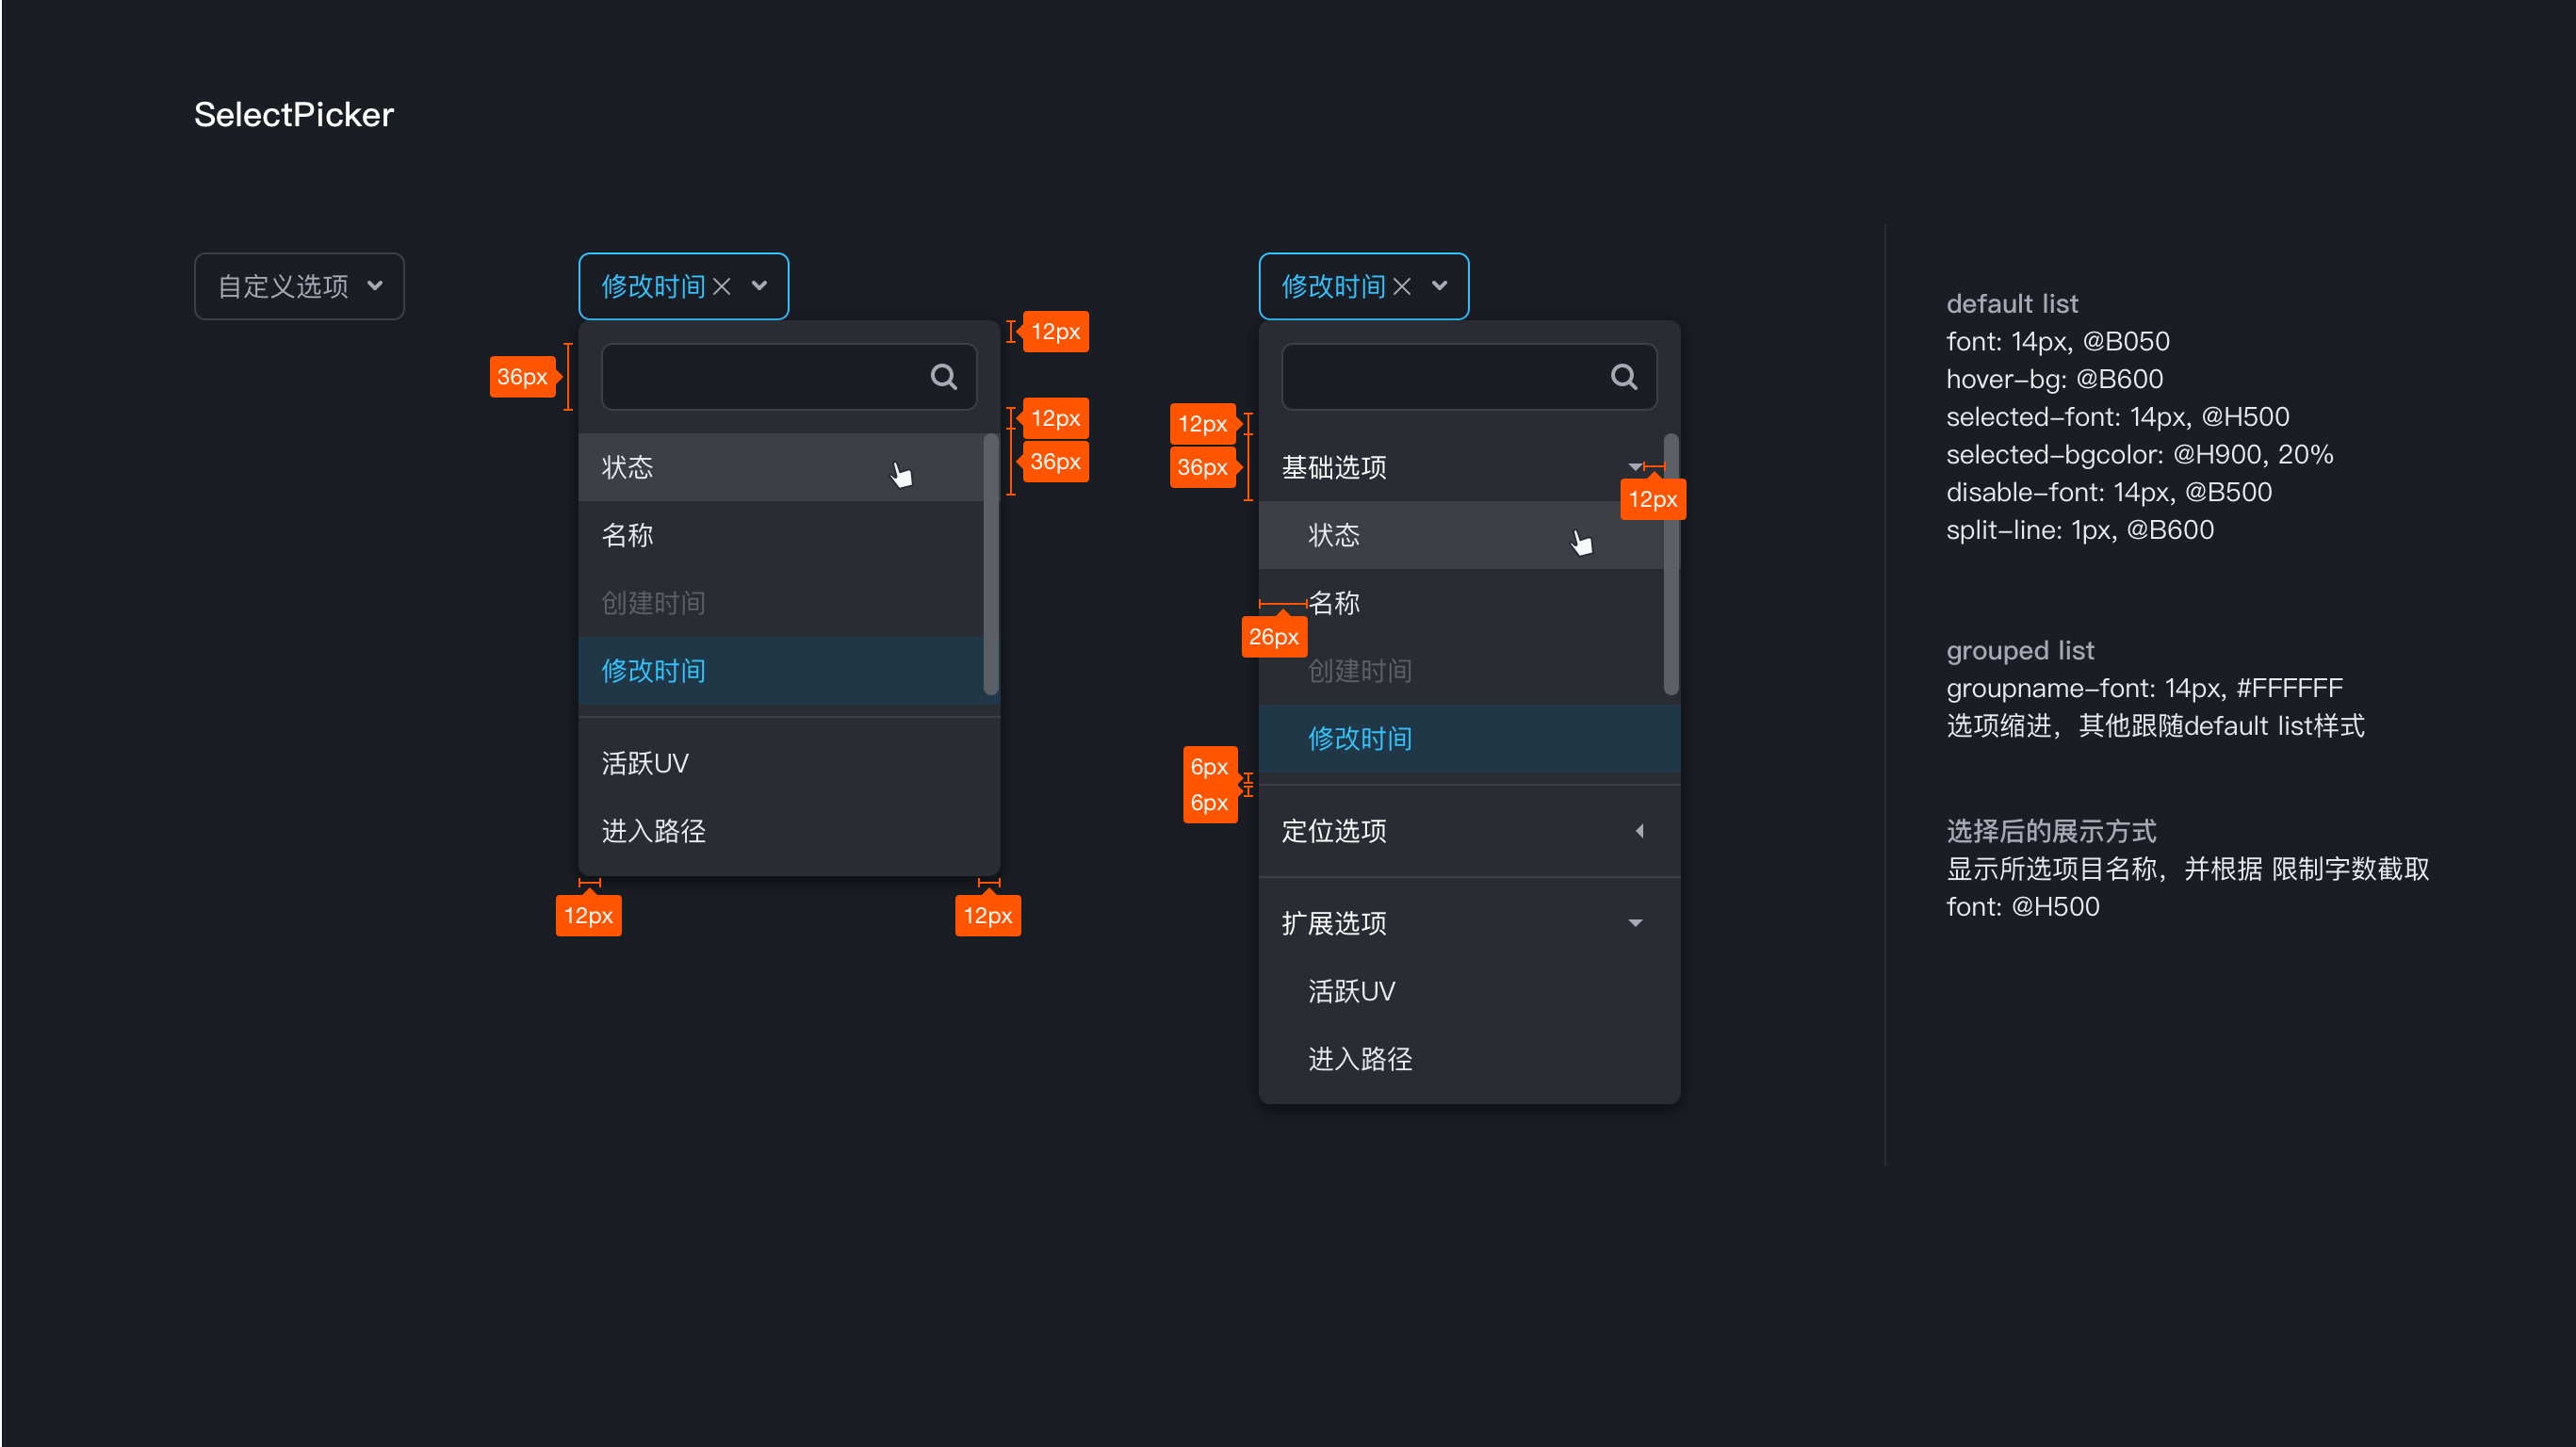 SelectPicker
自定义选项
修改时间
12px
36px
12px
36px
状态
名称
创建时间
修改时间
活跃UV
进入路径
12px
12px
修改时间
12px
36px
基础选项
12px
状态
名称
26px
创建时间
修改时间
6px
6px
定位选项
扩展选项
活跃UV
进入路径
default list
font: 14px, @B050
hover-bg: @B600
selected-font: 14px, @H500
selected-bgcolor: @H900, 20%
disable-font: 14px, @B500
split-line: 1px, @B600
grouped list
groupname-font: 14px, #FFFFFF
选项缩进，其他跟随default list样式
选择后的展示方式
显示所选项目名称，并根据 限制字数截取
font: @H500